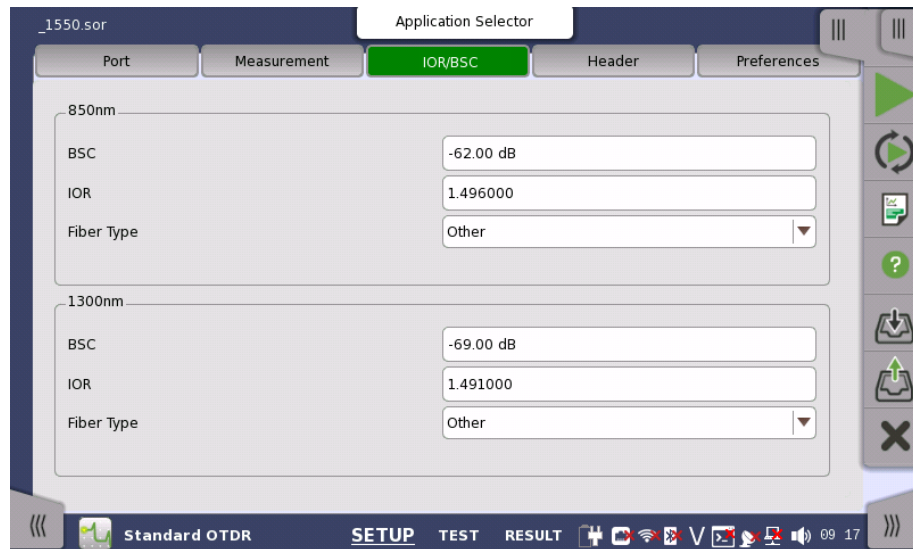 _1550.sor
Application Selector
Port Measurement IOR/BSC Header Preferences
850nm
BSC -62.00 dB
IOR 1.496000
Fiber Type Other
1300nm
BSC -69.00 dB
IOR 1.491000
Fiber Type Other
Standard OTDR SETUP TEST RESULT V 09 17